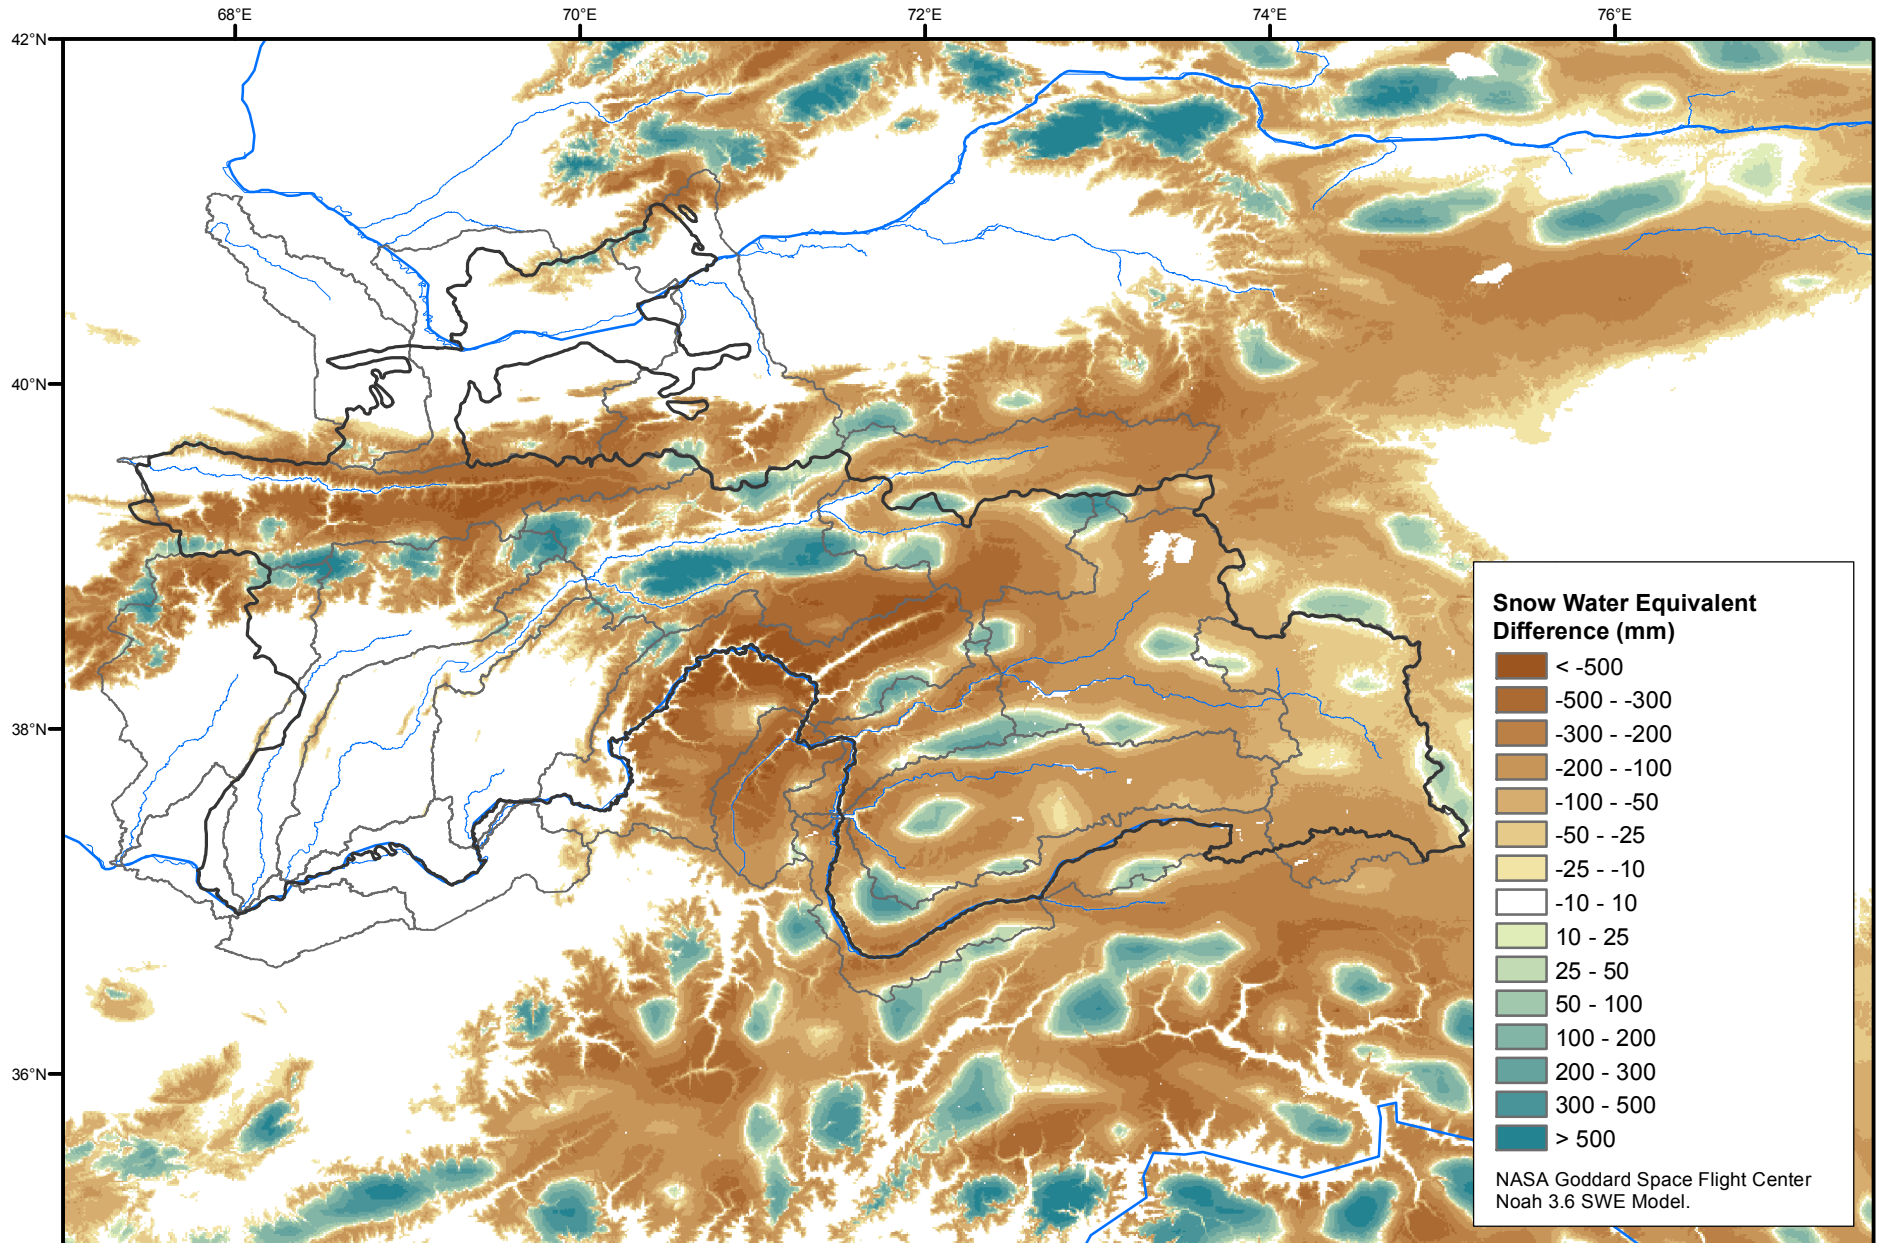 68°E
70°E
72°E
74°E
76°E
42°N
40°N
38°N
36°N
Snow Water Equivalent
Difference (mm)
< -500
-500 - -300
-300 - -200
-200 - -100
-100 - -50
-50 - -25
-25 - -10
-10 - 10
10 - 25
25 - 50
50 - 100
100 - 200
200 - 300
300 - 500
> 500
NASA Goddard Space Flight Center
Noah 3.6 SWE Model.